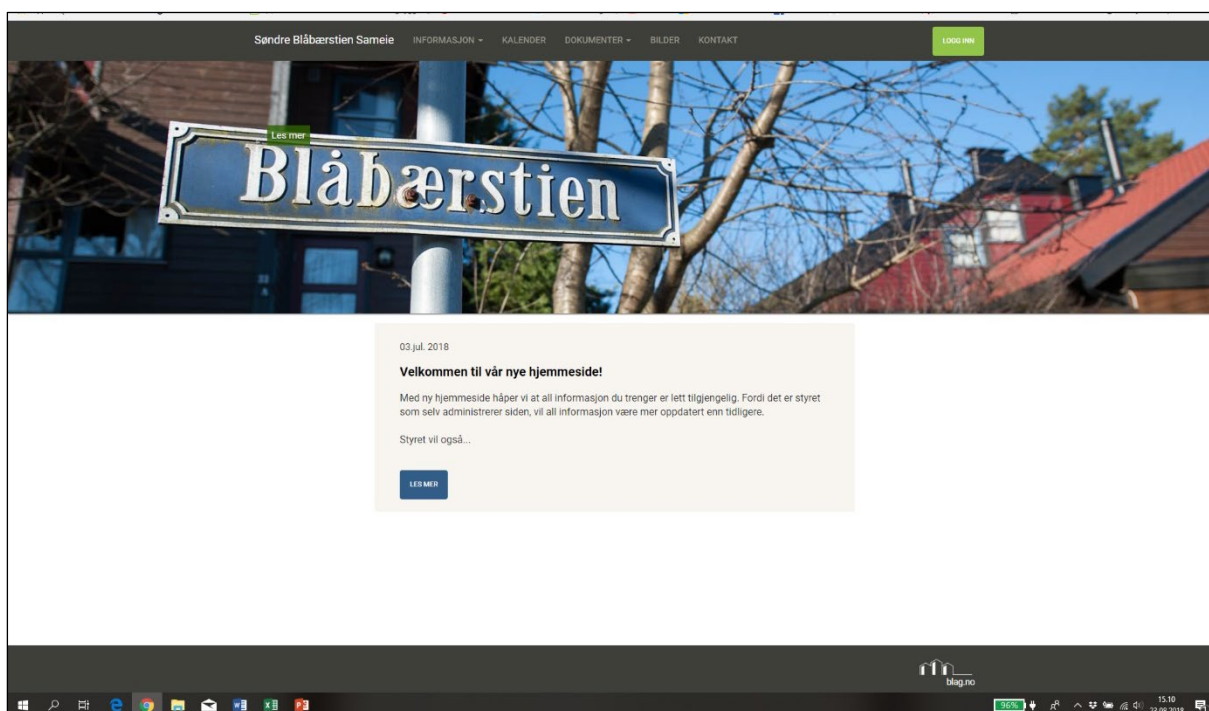 Søndre Blåbærstien Sameie INFORMASJON KALENDER DOKUMENTER BILDER KONTAKT LOGG INN
Les mer
Blåbærstien
03.jul. 2018
Velkommen til vår nye hjemmeside!
Med ny hjemmeside håper vi at all informasjon du trenger er lett tilgjengelig. Fordi det er styret
som selv administrerer siden, vil all informasjon være mer oppdatert enn tidligere.
Styret vil også...
LES MER
blag.no
96%
15.10